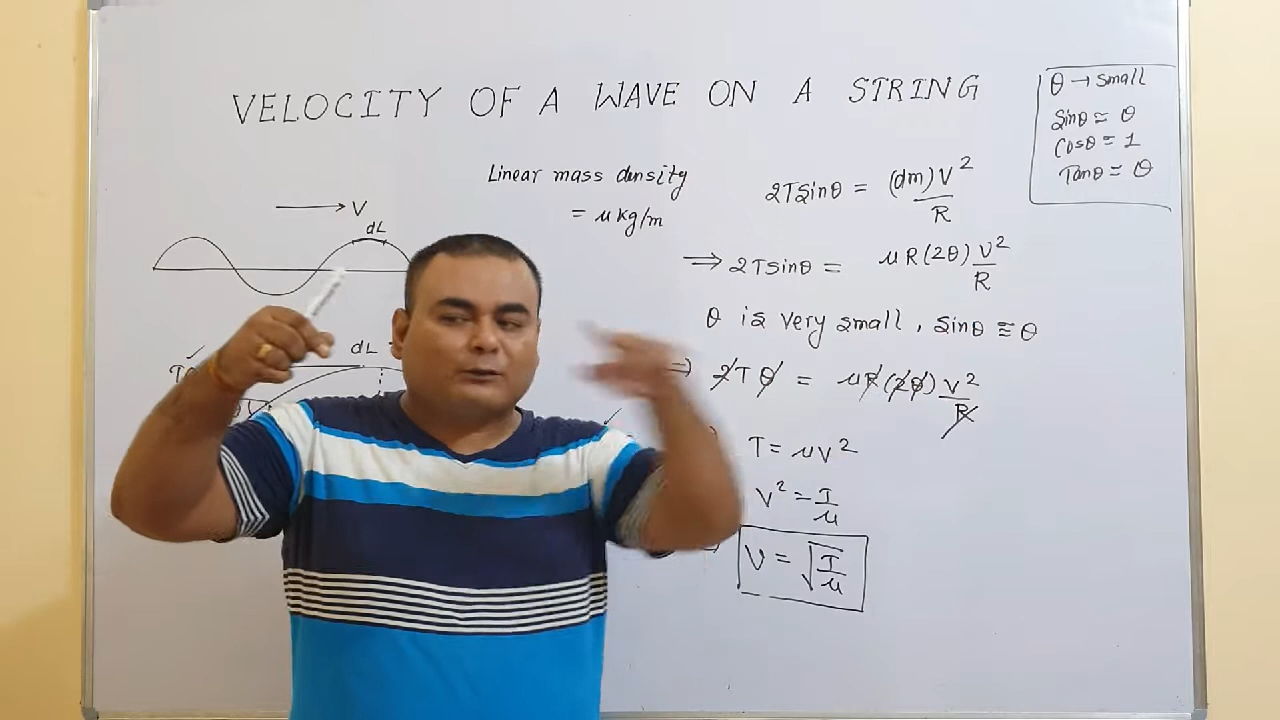 VELOCITY OF A WAVE ON A STRING
θ → small
Sinθ ≈ θ
Cosθ ≈ 1
Tanθ ≈ θ
Linear mass density
= μ kg/m
→ V
dL
dL
2TSinθ = (dm)V²/R
⇒ 2TSinθ = μR(2θ)V²/R
θ is very small, Sinθ ≅ θ
⇒ 2Tθ = μR(2θ)V²/R
T = μV²
V² = T/μ
V = √(T/μ)